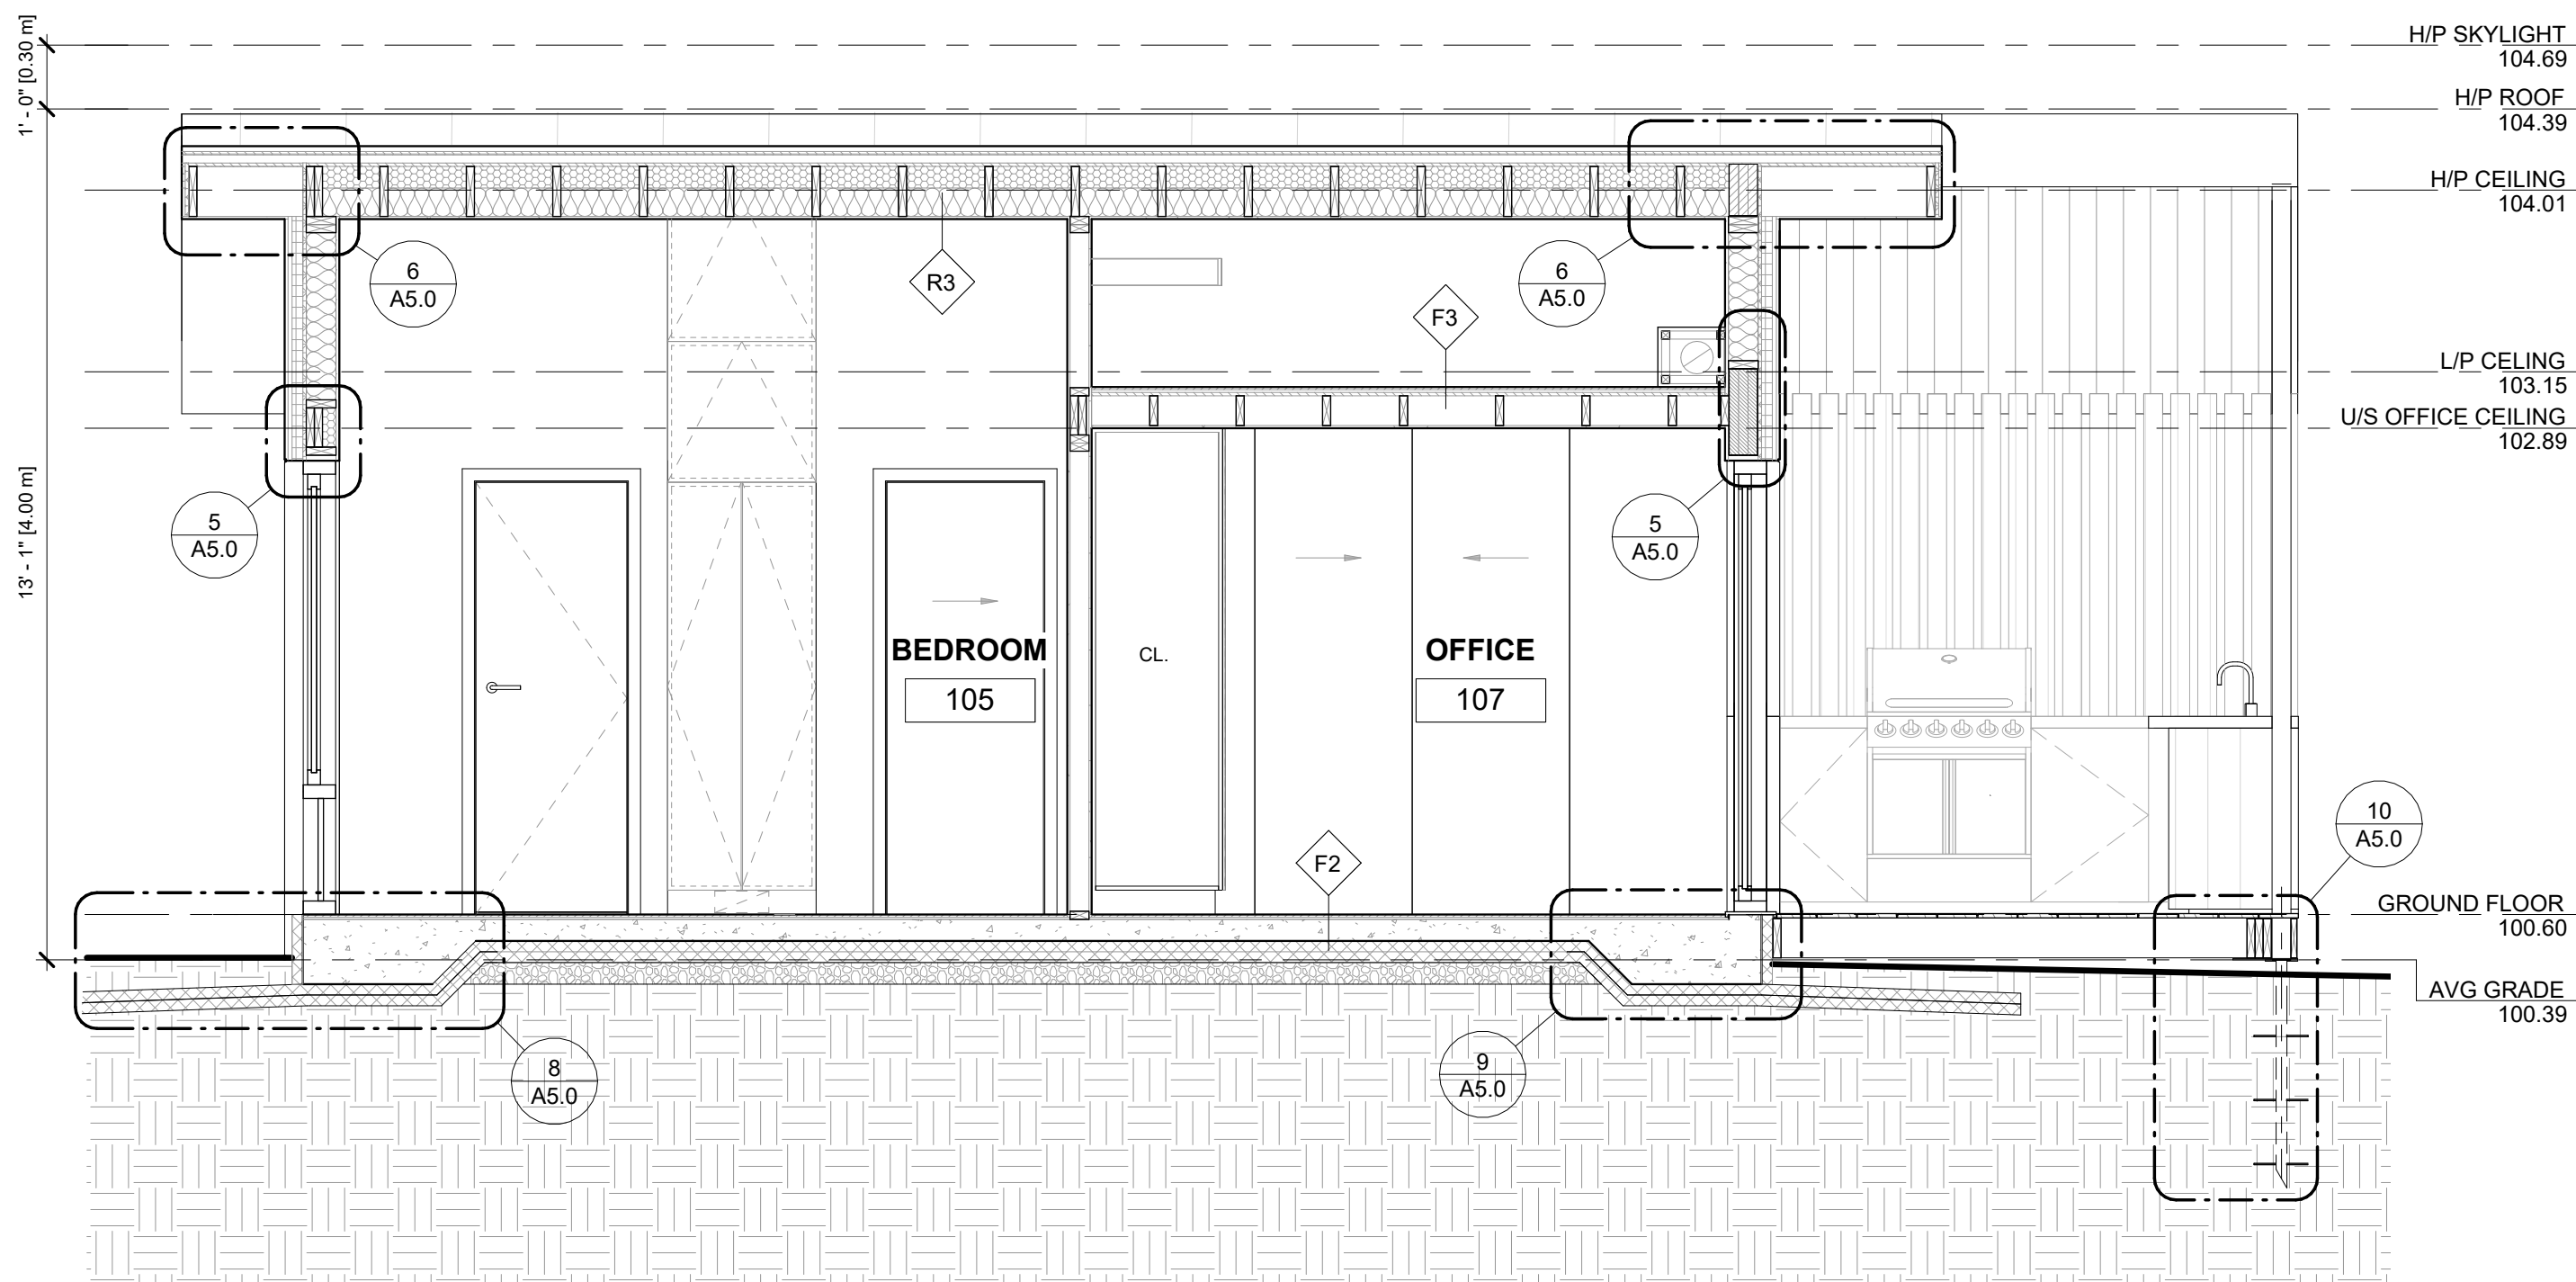 1' - 0" [0.30 m]
13' - 1" [4.00 m]
H/P SKYLIGHT
104.69
H/P ROOF
104.39
H/P CEILING
104.01
L/P CELING
103.15
U/S OFFICE CEILING
102.89
6
A5.0
R3
6
A5.0
F3
5
A5.0
5
A5.0
BEDROOM
105
CL.
OFFICE
107
10
A5.0
F2
GROUND FLOOR
100.60
AVG GRADE
100.39
8
A5.0
9
A5.0